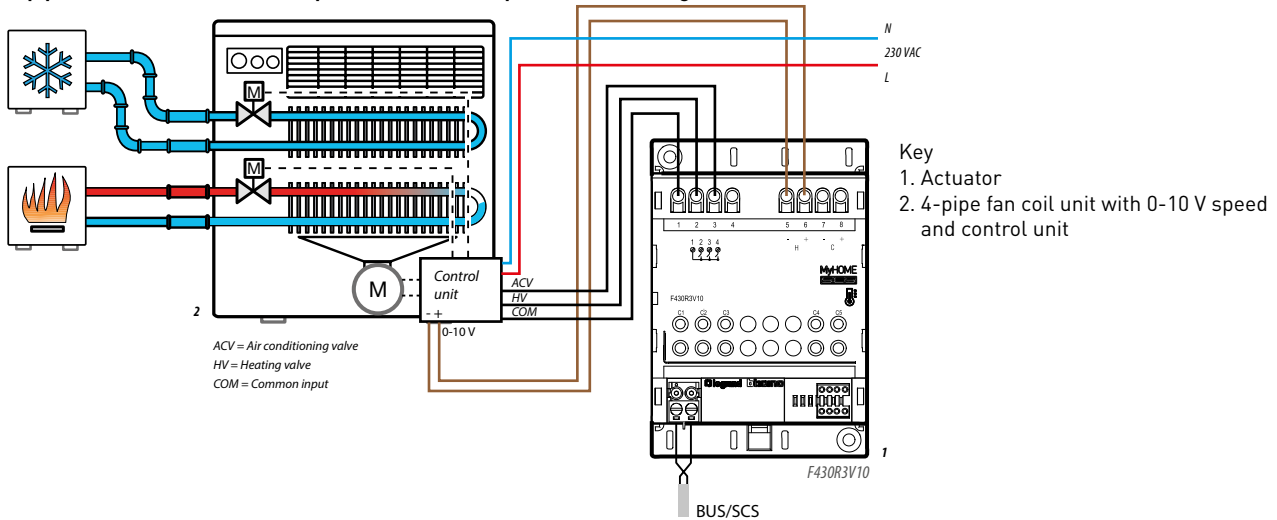 N
230 VAC
L
M
M
M
Control
unit
- +
0-10 V
ACV
HV
COM
2
ACV = Air conditioning valve
HV = Heating valve
COM = Common input
1 2 3 4 5 6 7 8
- + - +
H C
1 2 3 4
MyHOME
F430R3V10
C1 C2 C3 C4 C5
legrand bticino
1
F430R3V10
BUS/SCS
Key
1. Actuator
2. 4-pipe fan coil unit with 0-10 V speed
and control unit